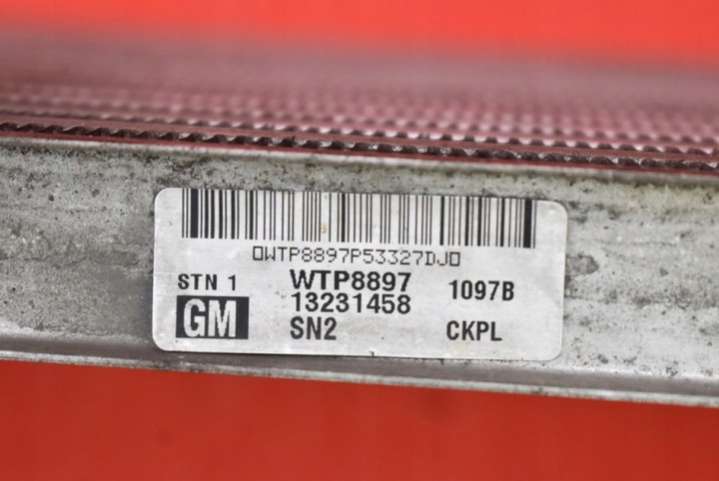 0WTP8897P53327DJ0
STN 1 WTP8897 1097B
13231458
GM SN2 CKPL